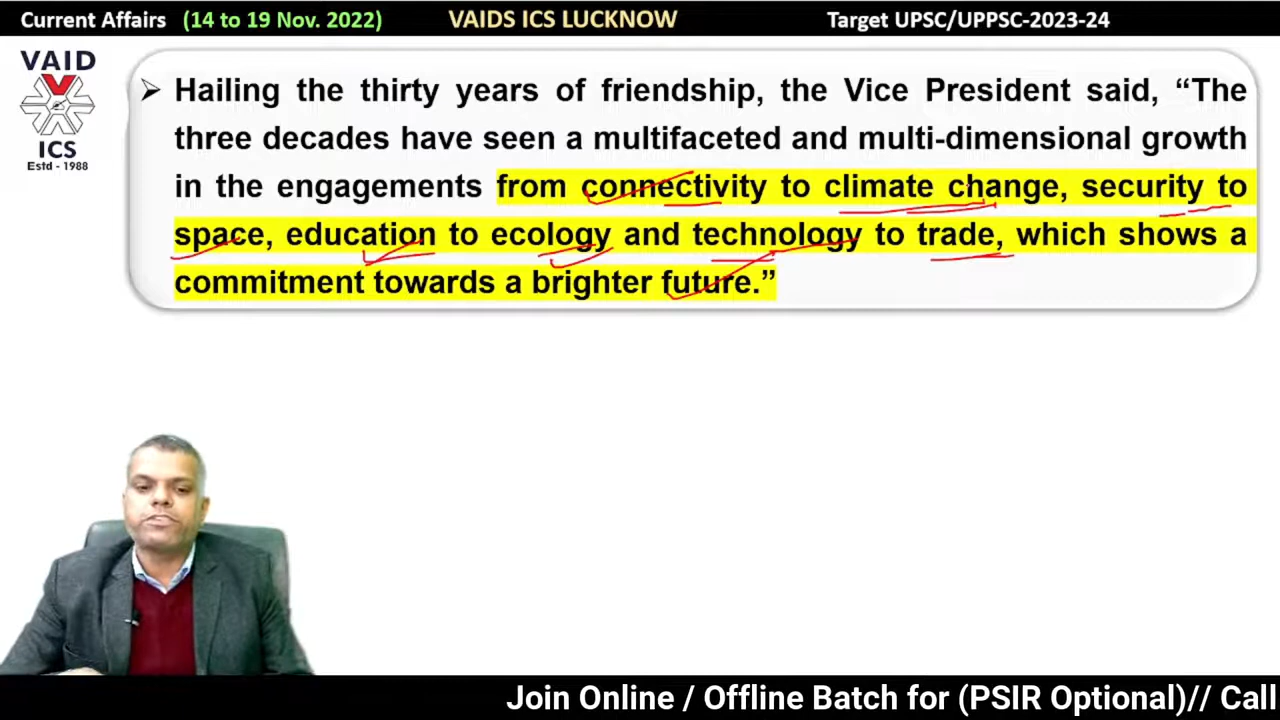 Current Affairs (14 to 19 Nov. 2022) VAIDS ICS LUCKNOW Target UPSC/UPPSC-2023-24
VAID
ICS
Estd - 1988
➢ Hailing the thirty years of friendship, the Vice President said, “The
three decades have seen a multifaceted and multi-dimensional growth
in the engagements from connectivity to climate change, security to
space, education to ecology and technology to trade, which shows a
commitment towards a brighter future.”
Join Online / Offline Batch for (PSIR Optional)// Call